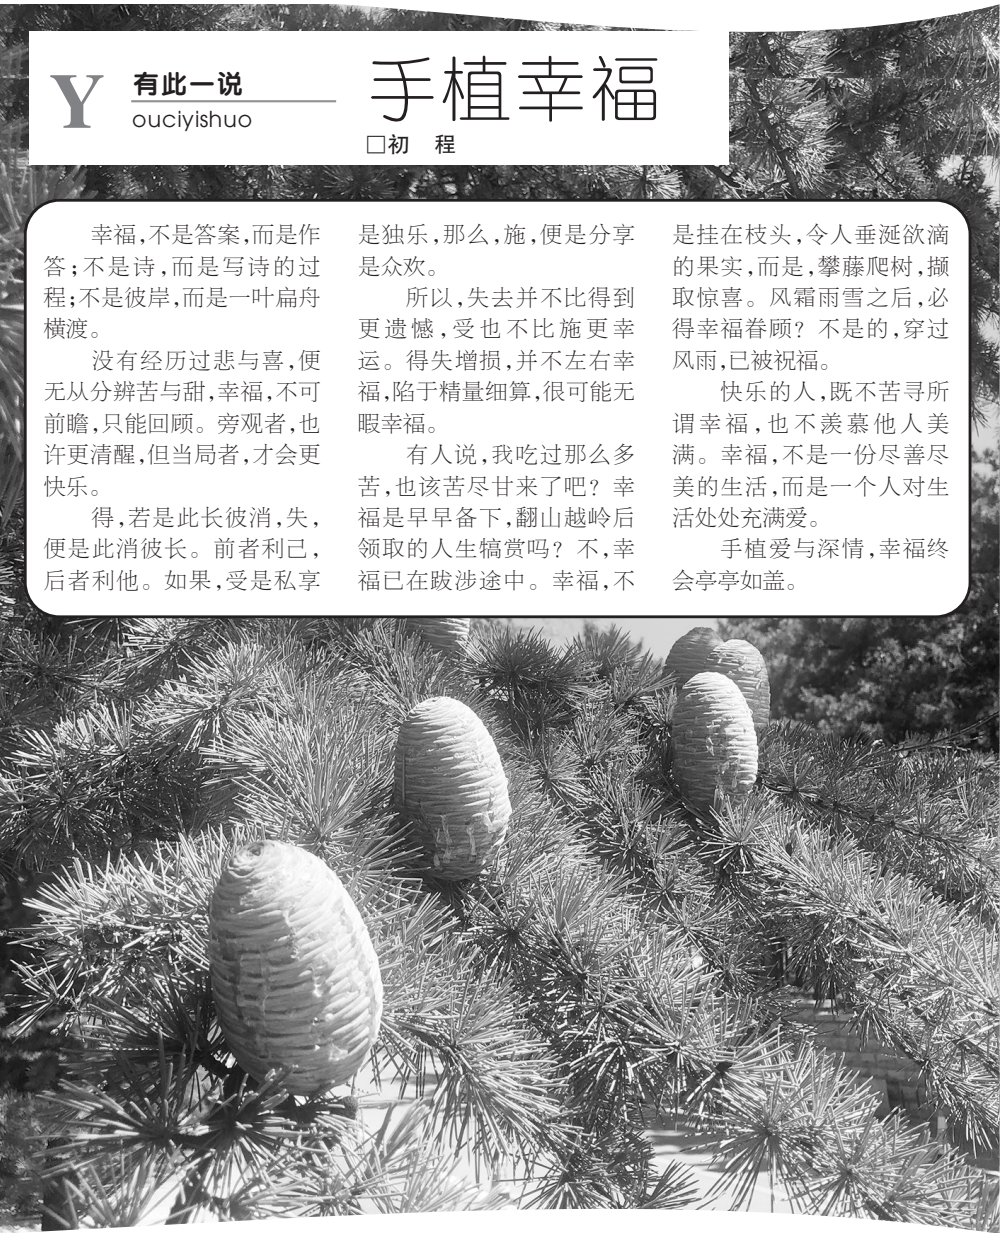 有此一说
Youciyishuo
手植幸福
□初　程
幸福，不是答案，而是作
答；不是诗，而是写诗的过
程；不是彼岸，而是一叶扁舟
横渡。
没有经历过悲与喜，便
无从分辨苦与甜，幸福，不可
前瞻，只能回顾。旁观者，也
许更清醒，但当局者，才会更
快乐。
得，若是此长彼消，失，
便是此消彼长。前者利己，
后者利他。如果，受是私享
是独乐，那么，施，便是分享
是众欢。
所以，失去并不比得到
更遗憾，受也不比施更幸
运。得失增损，并不左右幸
福，陷于精量细算，很可能无
暇幸福。
有人说，我吃过那么多
苦，也该苦尽甘来了吧？幸
福是早早备下，翻山越岭后
领取的人生犒赏吗？不，幸
福已在跋涉途中。幸福，不
是挂在枝头，令人垂涎欲滴
的果实，而是，攀藤爬树，撷
取惊喜。风霜雨雪之后，必
得幸福眷顾？不是的，穿过
风雨，已被祝福。
快乐的人，既不苦寻所
谓幸福，也不羡慕他人美
满。幸福，不是一份尽善尽
美的生活，而是一个人对生
活处处充满爱。
手植爱与深情，幸福终
会亭亭如盖。